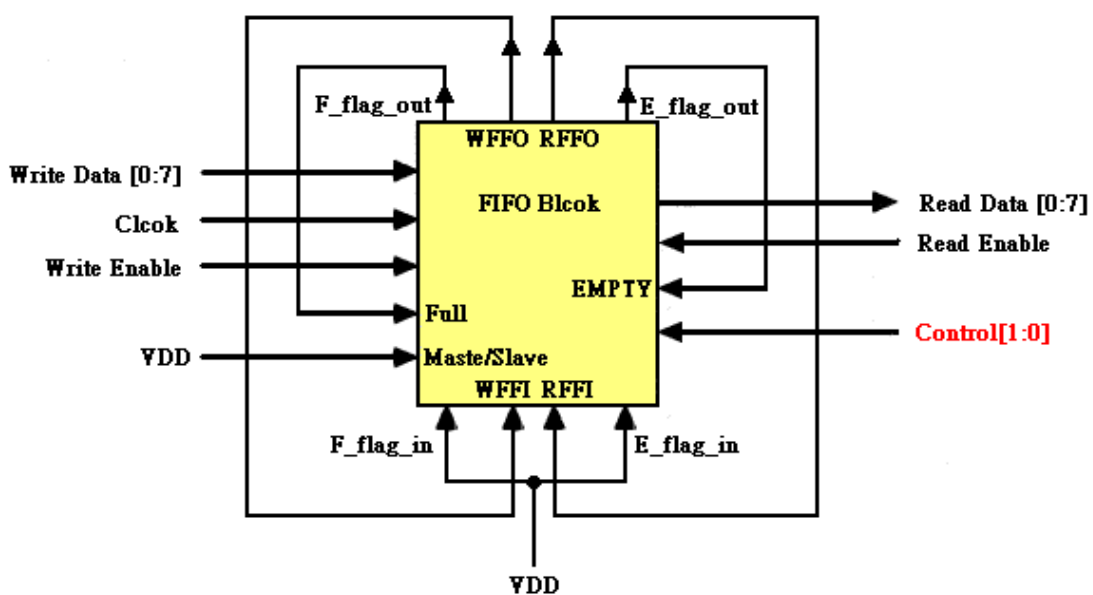 F_flag_out
E_flag_out
WFFO RFFO
Write Data [0:7]
FIFO Blcok
Read Data [0:7]
Clcok
Read Enable
Write Enable
EMPTY
Full
Control[1:0]
VDD
Maste/Slave
WFFI RFFI
F_flag_in
E_flag_in
VDD